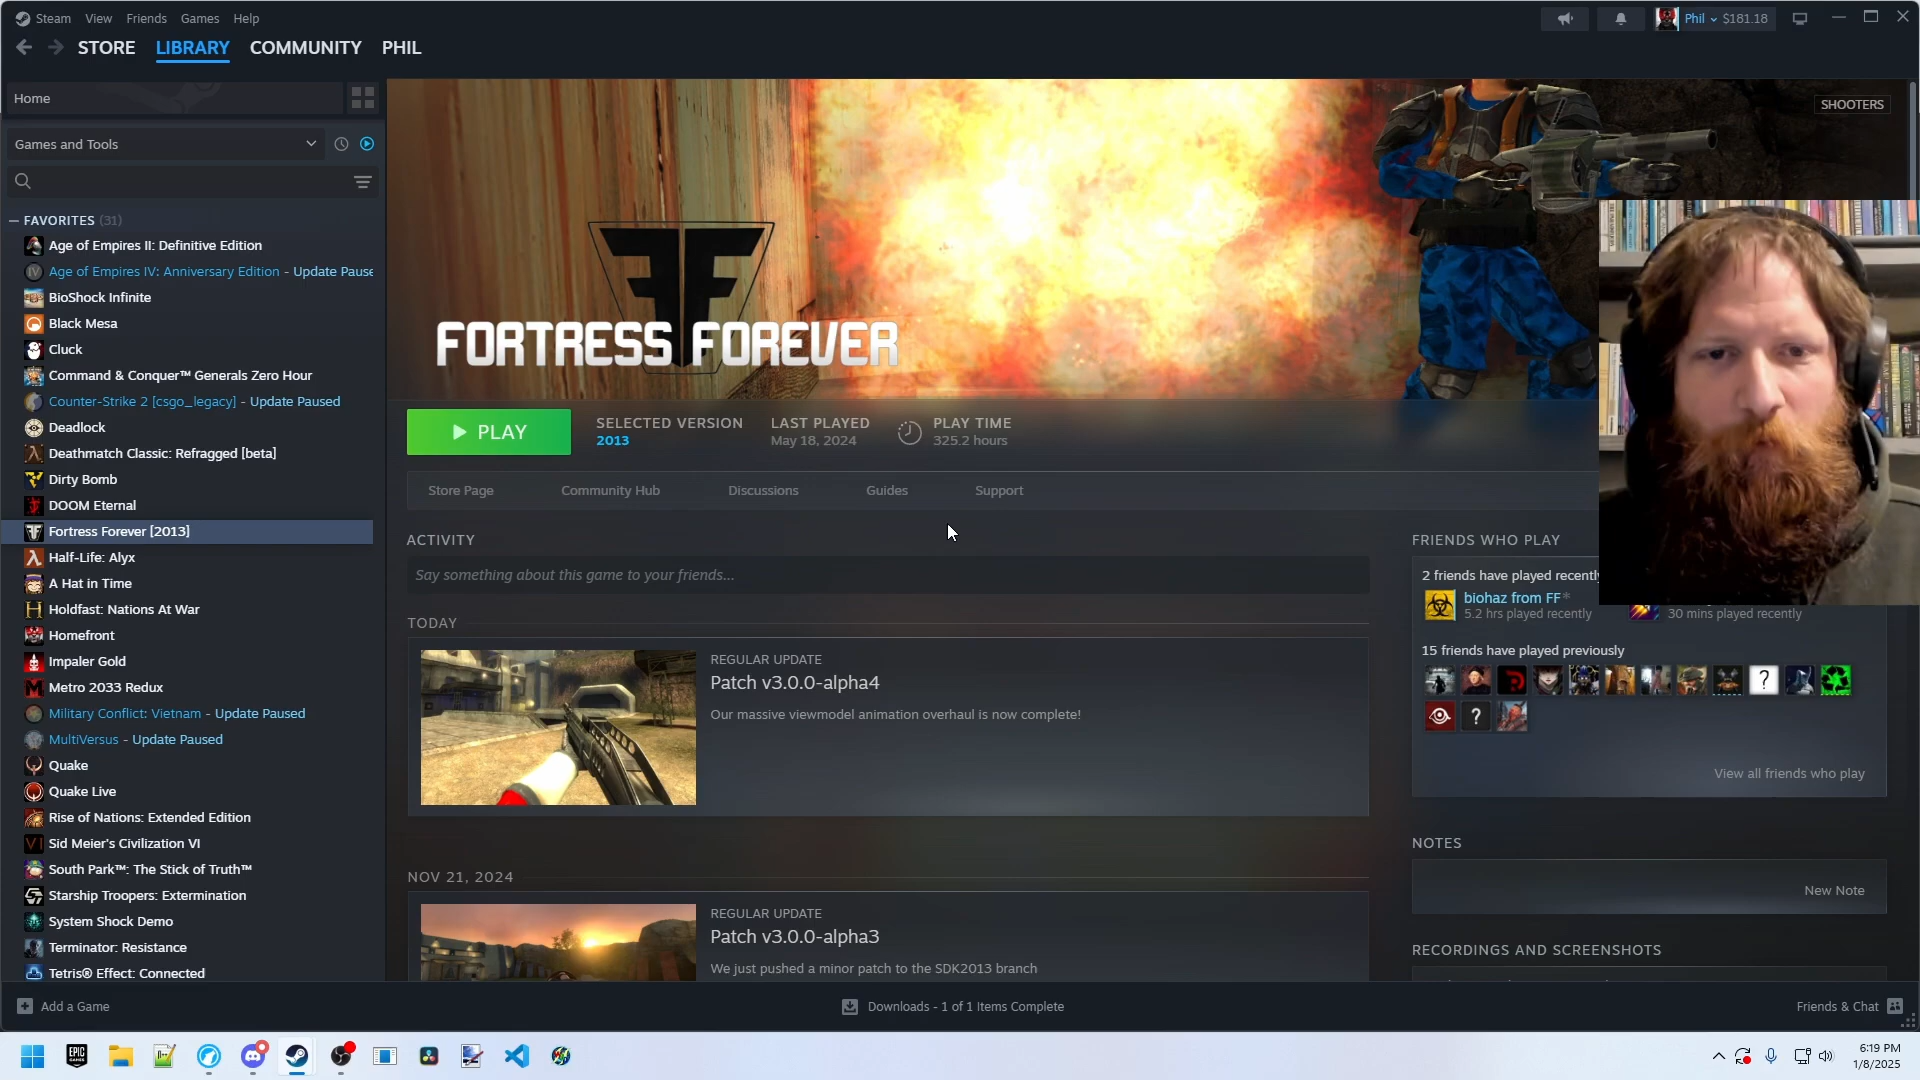 Steam View Friends Games Help
Phil $181.18
STORE LIBRARY COMMUNITY PHIL
Home
SHOOTERS
Games and Tools
— FAVORITES (31)
Age of Empires II: Definitive Edition
Age of Empires IV: Anniversary Edition - Update Pause
BioShock Infinite
Black Mesa
Cluck
Command & Conquer™ Generals Zero Hour
Counter-Strike 2 [csgo_legacy] - Update Paused
Deadlock
Deathmatch Classic: Refragged [beta]
Dirty Bomb
DOOM Eternal
Fortress Forever [2013]
Half-Life: Alyx
A Hat in Time
Holdfast: Nations At War
Homefront
Impaler Gold
Metro 2033 Redux
Military Conflict: Vietnam - Update Paused
MultiVersus - Update Paused
Quake
Quake Live
Rise of Nations: Extended Edition
Sid Meier's Civilization VI
South Park™: The Stick of Truth™
Starship Troopers: Extermination
System Shock Demo
Terminator: Resistance
Tetris® Effect: Connected
FORTRESS FOREVER
PLAY
SELECTED VERSION
2013
LAST PLAYED
May 18, 2024
PLAY TIME
325.2 hours
Store Page Community Hub Discussions Guides Support
ACTIVITY
Say something about this game to your friends...
TODAY
REGULAR UPDATE
Patch v3.0.0-alpha4
Our massive viewmodel animation overhaul is now complete!
NOV 21, 2024
REGULAR UPDATE
Patch v3.0.0-alpha3
We just pushed a minor patch to the SDK2013 branch
FRIENDS WHO PLAY
2 friends have played recently
biohaz from FF*
5.2 hrs played recently
30 mins played recently
15 friends have played previously
View all friends who play
NOTES
New Note
RECORDINGS AND SCREENSHOTS
Add a Game
Downloads - 1 of 1 Items Complete
Friends & Chat
EPIC GAMES
6:19 PM
1/8/2025